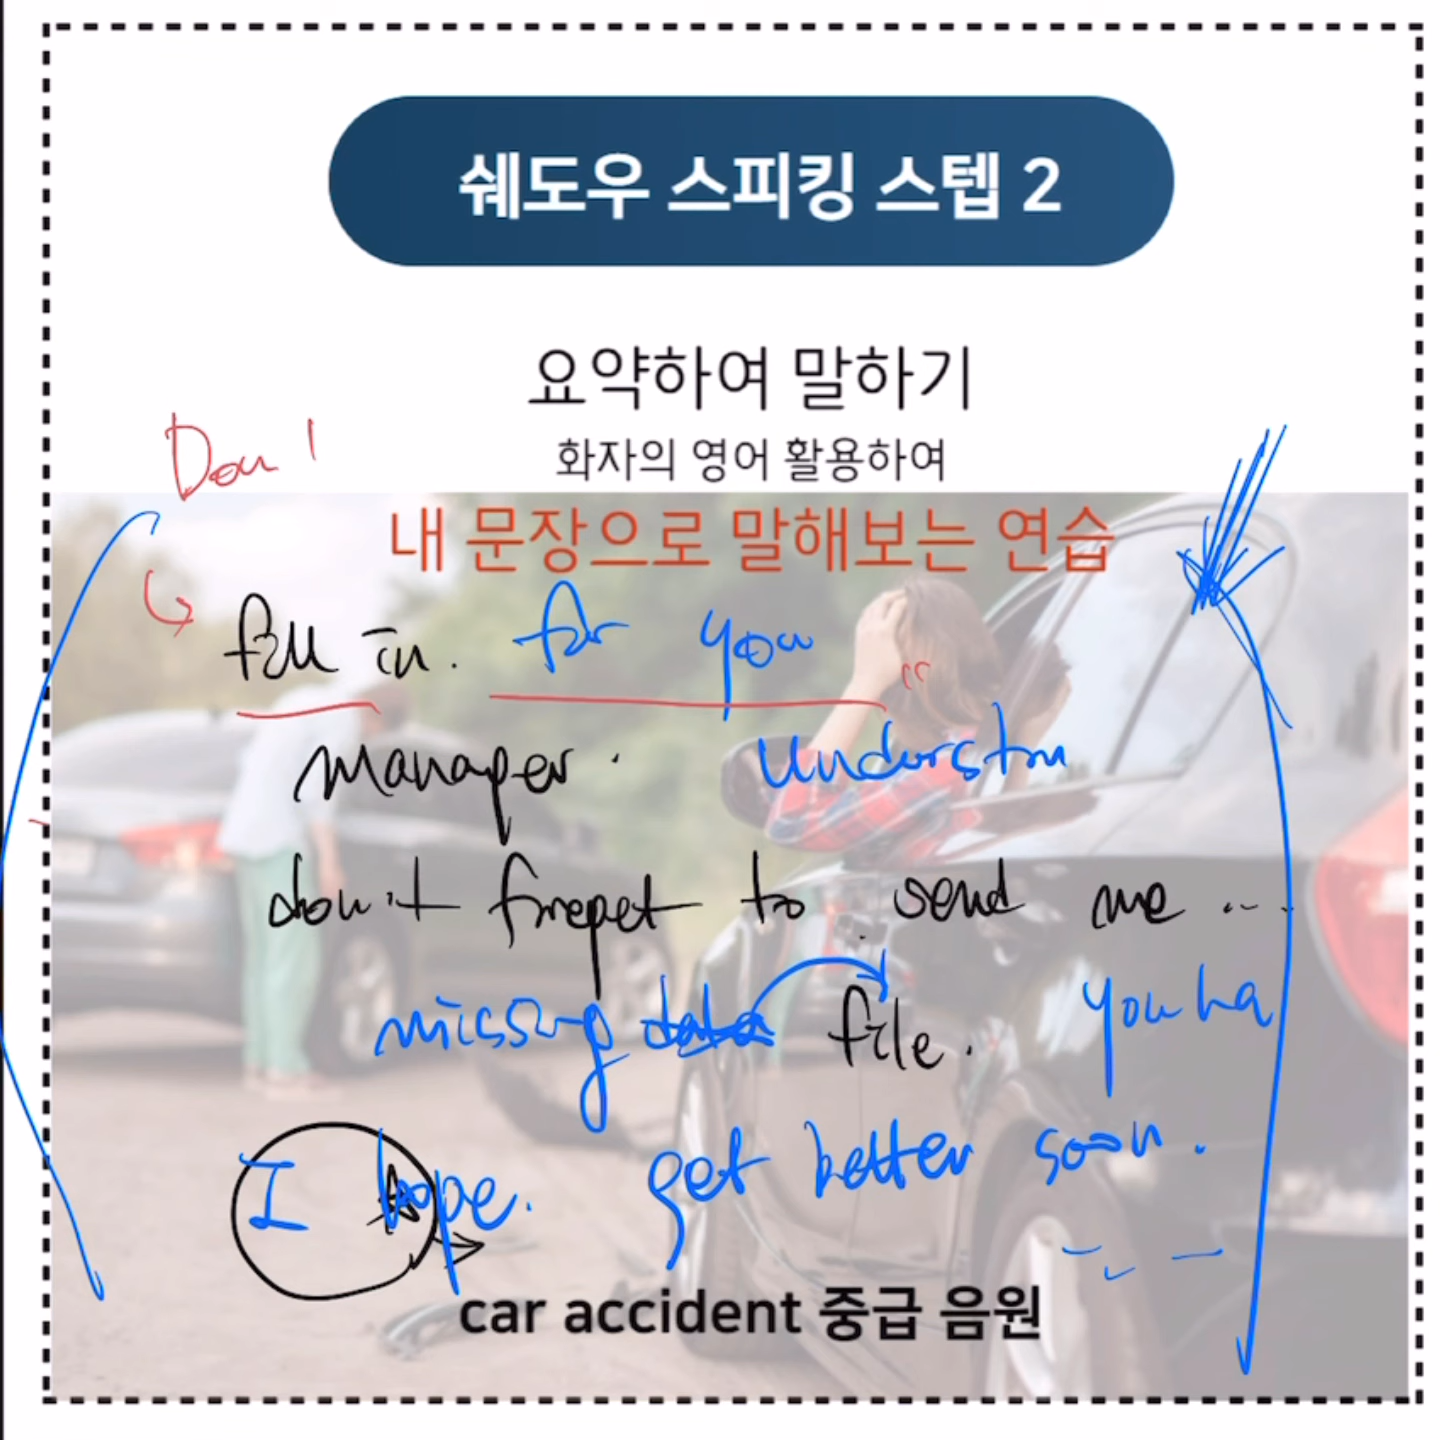 쉐도우 스피킹 스텝 2
요약하여 말하기
화자의 영어 활용하여
내 문장으로 말해보는 연습
fill in. for you
manager. Understan
don't forget to send me ...
missing data file. you ha
I hope. get better soon.
car accident 중급 음원